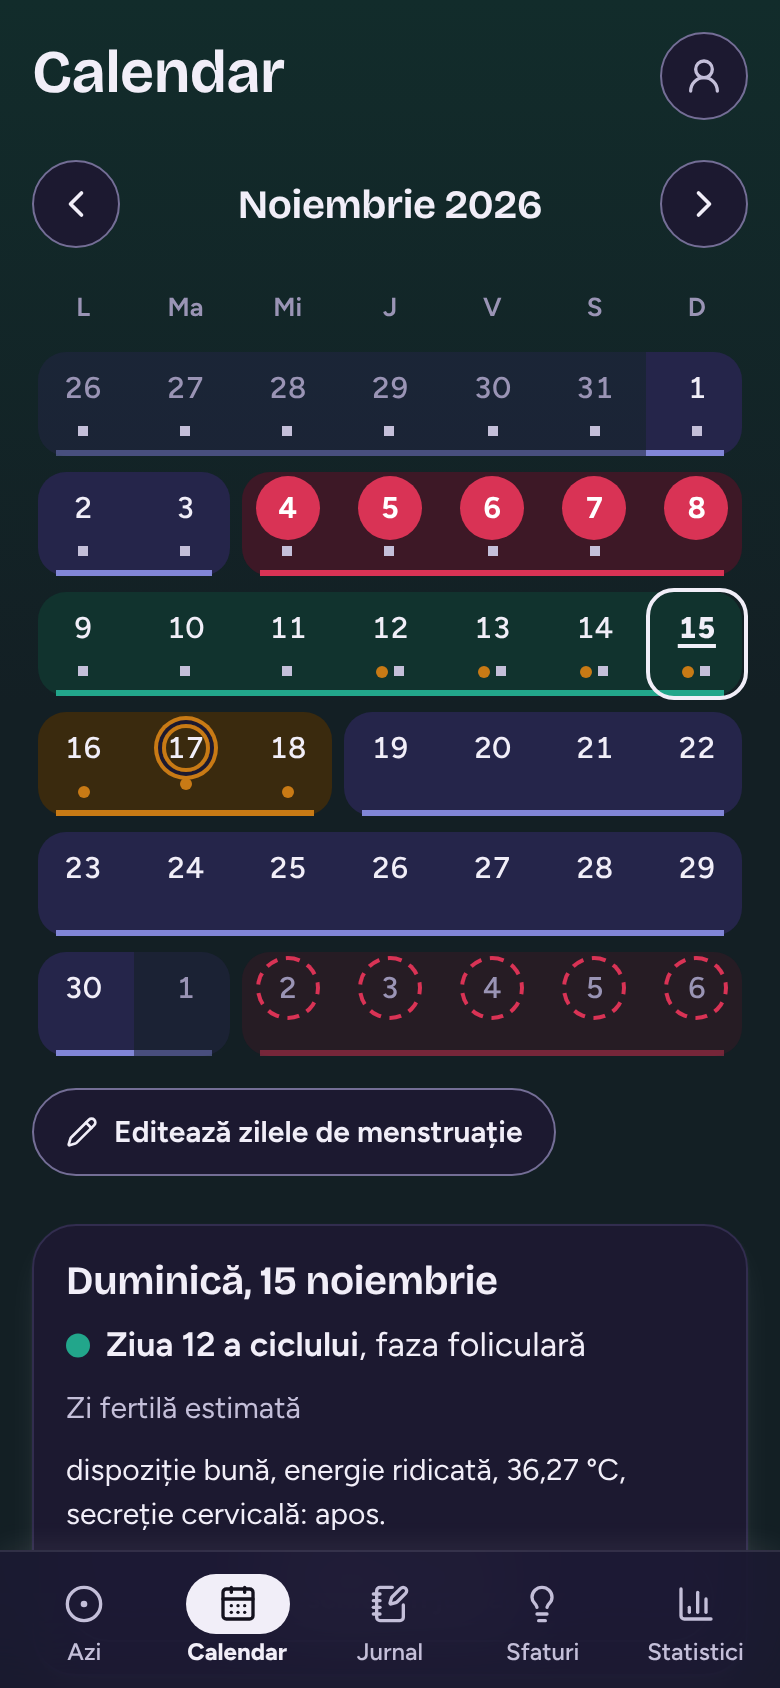 Calendar
Noiembrie 2026
L Ma Mi J V S D
26 27 28 29 30 31 1
2 3 4 5 6 7 8
9 10 11 12 13 14 15
16 17 18 19 20 21 22
23 24 25 26 27 28 29
30 1 2 3 4 5 6
Editează zilele de menstruație
Duminică, 15 noiembrie
Ziua 12 a ciclului, faza foliculară
Zi fertilă estimată
dispoziție bună, energie ridicată, 36,27 °C,
secreție cervicală: apos.
Azi Calendar Jurnal Sfaturi Statistici